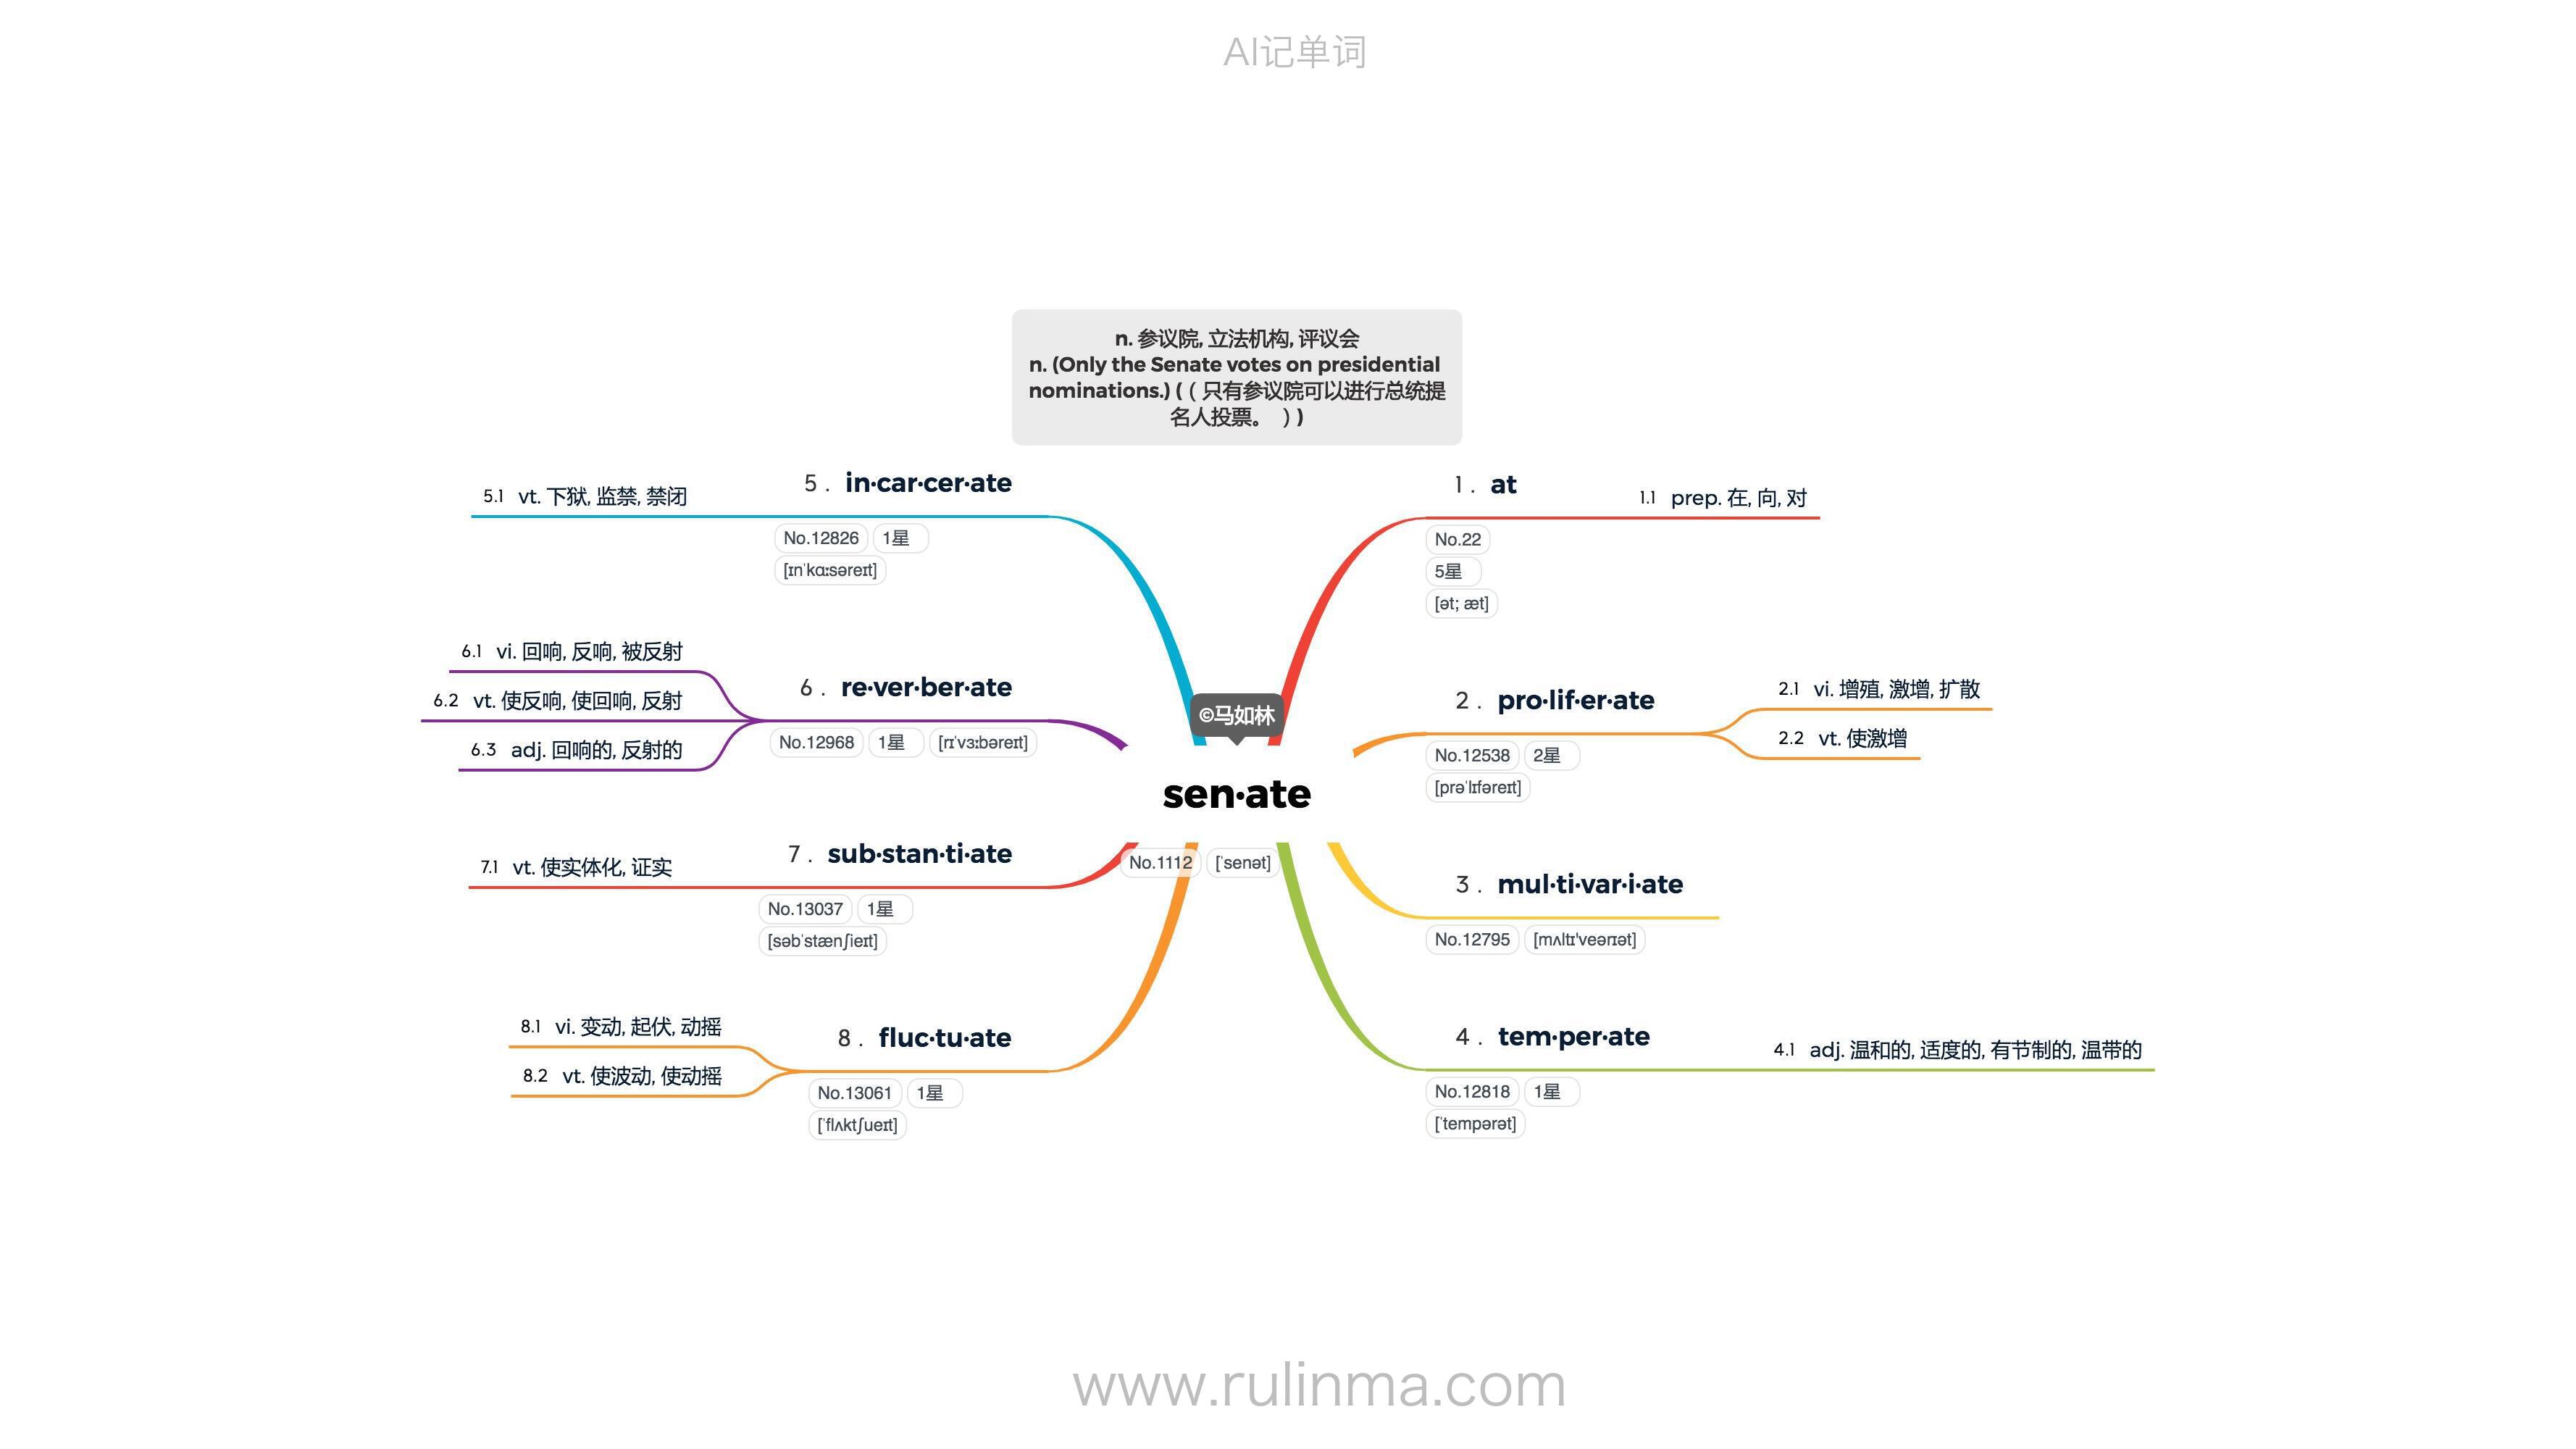 AI记单词
n. 参议院, 立法机构, 评议会
n. (Only the Senate votes on presidential
nominations.) (（只有参议院可以进行总统提
名人投票。 ）)
©马如林
sen·ate
No.1112 [ˈsenət]
1 . at
No.22
5星
[ət; æt]
1.1 prep. 在, 向, 对
2 . pro·lif·er·ate
No.12538 2星
[prəˈlɪfəreɪt]
2.1 vi. 增殖, 激增, 扩散
2.2 vt. 使激增
3 . mul·ti·var·i·ate
No.12795 [mʌltɪ'veərɪət]
4 . tem·per·ate
No.12818 1星
[ˈtempərət]
4.1 adj. 温和的, 适度的, 有节制的, 温带的
5 . in·car·cer·ate
No.12826 1星
[ɪnˈkɑːsəreɪt]
5.1 vt. 下狱, 监禁, 禁闭
6 . re·ver·ber·ate
No.12968 1星 [rɪˈvɜːbəreɪt]
6.1 vi. 回响, 反响, 被反射
6.2 vt. 使反响, 使回响, 反射
6.3 adj. 回响的, 反射的
7 . sub·stan·ti·ate
No.13037 1星
[səbˈstænʃieɪt]
7.1 vt. 使实体化, 证实
8 . fluc·tu·ate
No.13061 1星
[ˈflʌktʃueɪt]
8.1 vi. 变动, 起伏, 动摇
8.2 vt. 使波动, 使动摇
www.rulinma.com